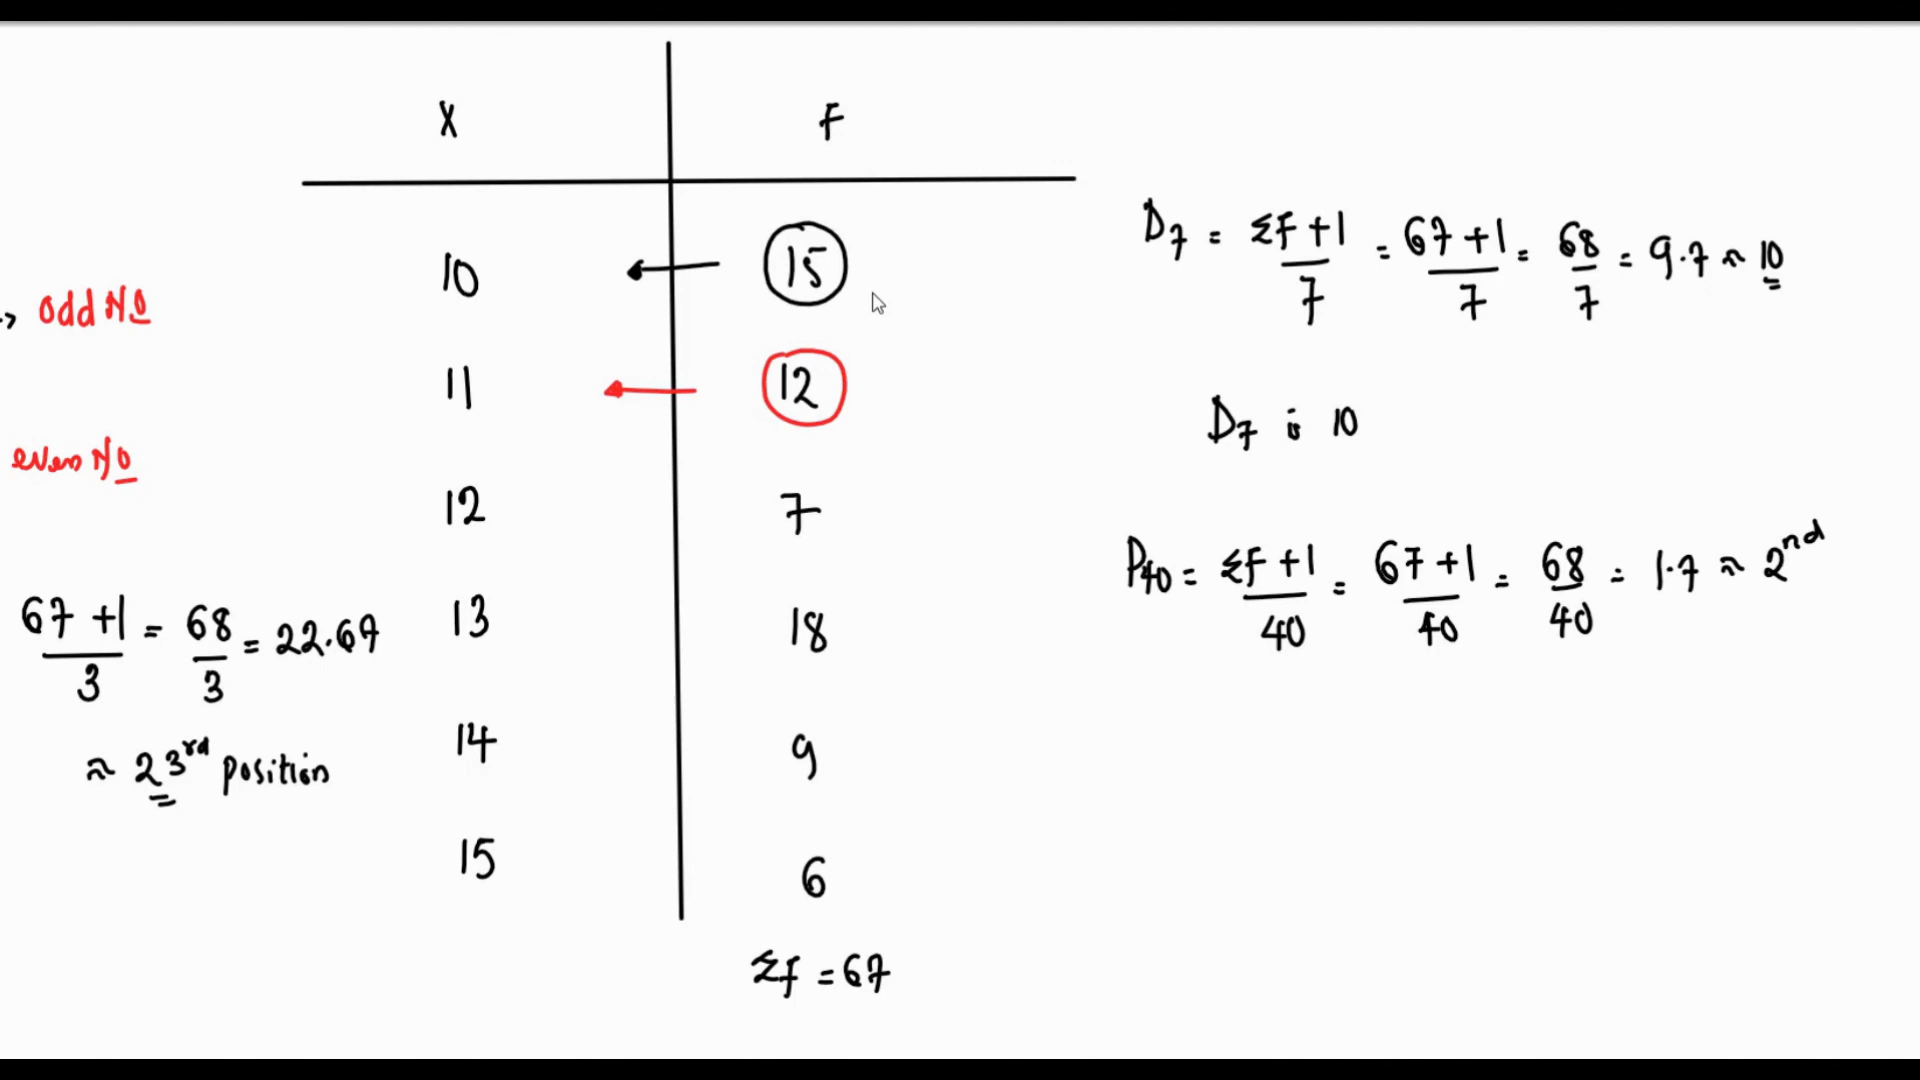 X F
10 15
→ odd No
11 12
even No
12 7
67 + 1 / 3 = 68 / 3 = 22.67
13 18
≈ 23rd position
14 9
15 6
Σf = 67
D7 = Σf + 1 / 7 = 67 + 1 / 7 = 68 / 7 = 9.7 ≈ 10
D7 is 10
P40 = Σf + 1 / 40 = 67 + 1 / 40 = 68 / 40 = 1.7 ≈ 2nd